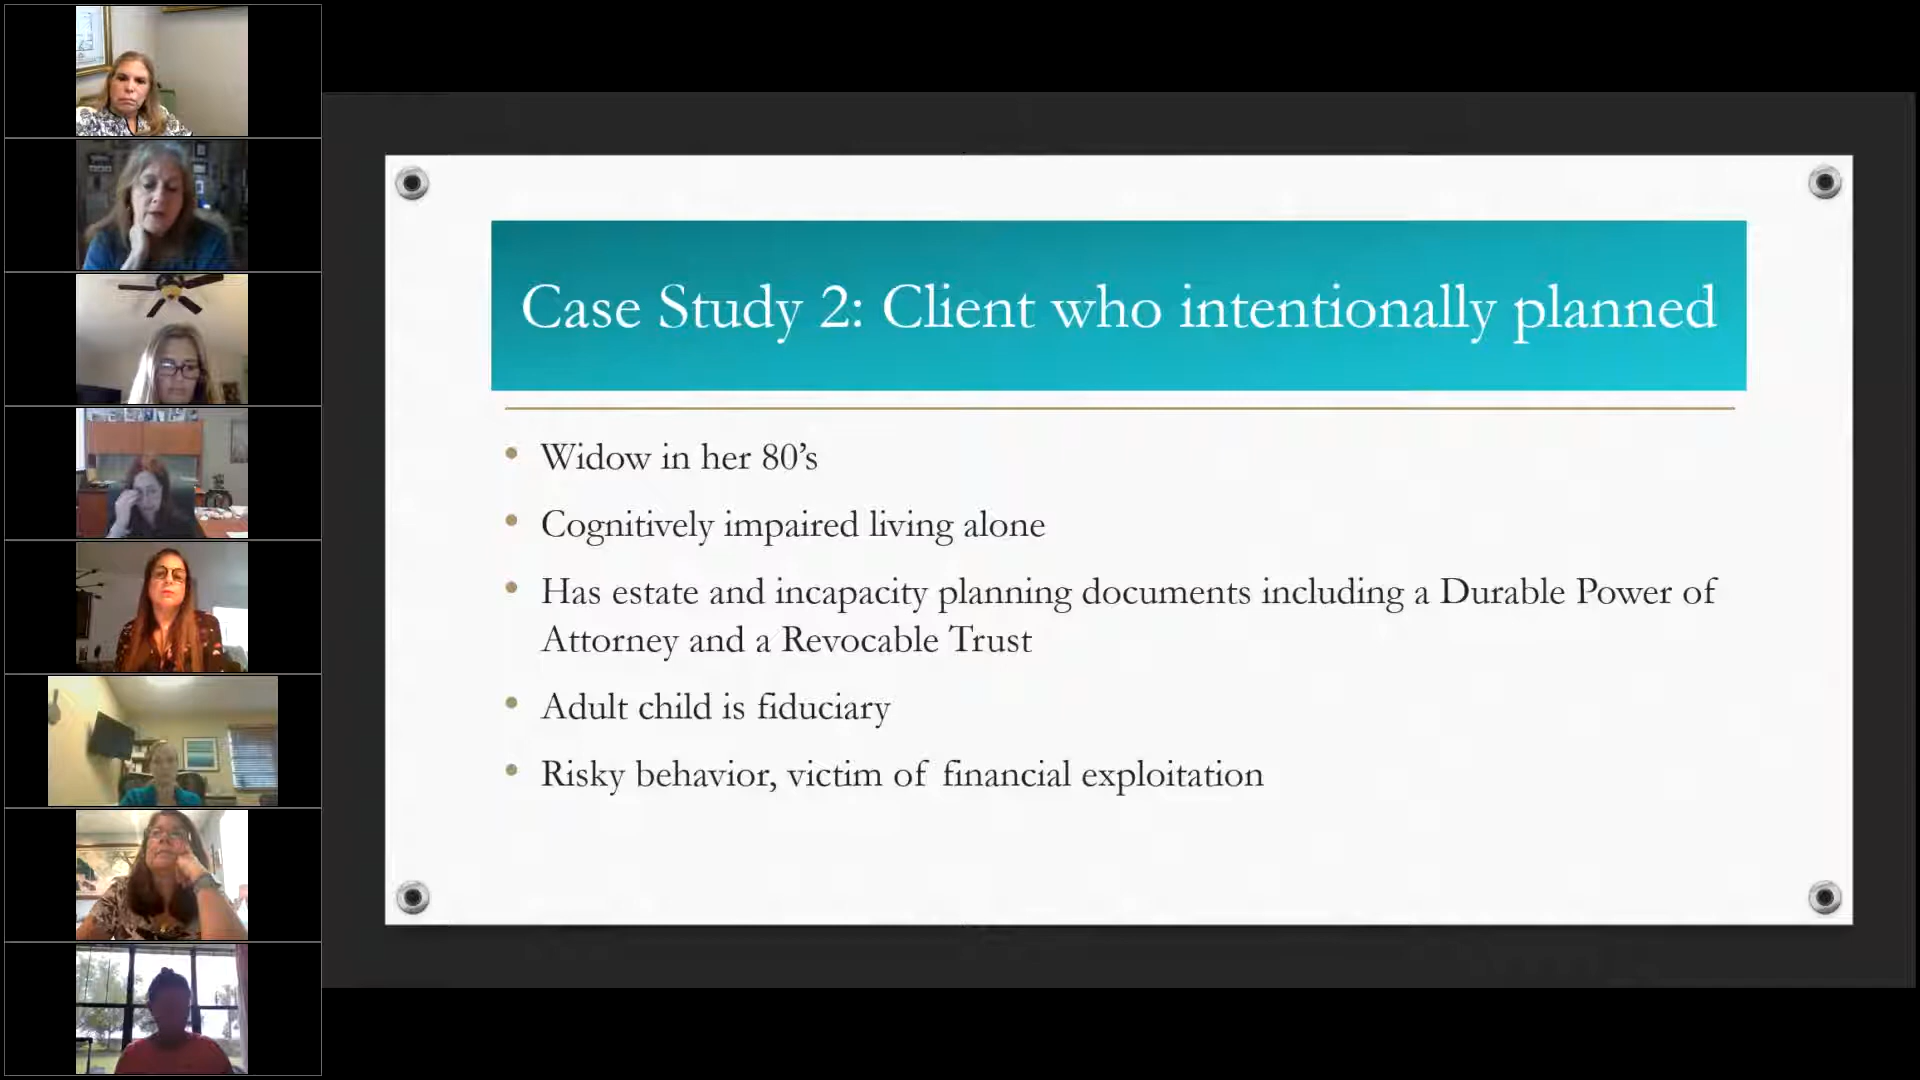 Case Study 2: Client who intentionally planned
• Widow in her 80’s
• Cognitively impaired living alone
• Has estate and incapacity planning documents including a Durable Power of
Attorney and a Revocable Trust
• Adult child is fiduciary
• Risky behavior, victim of financial exploitation